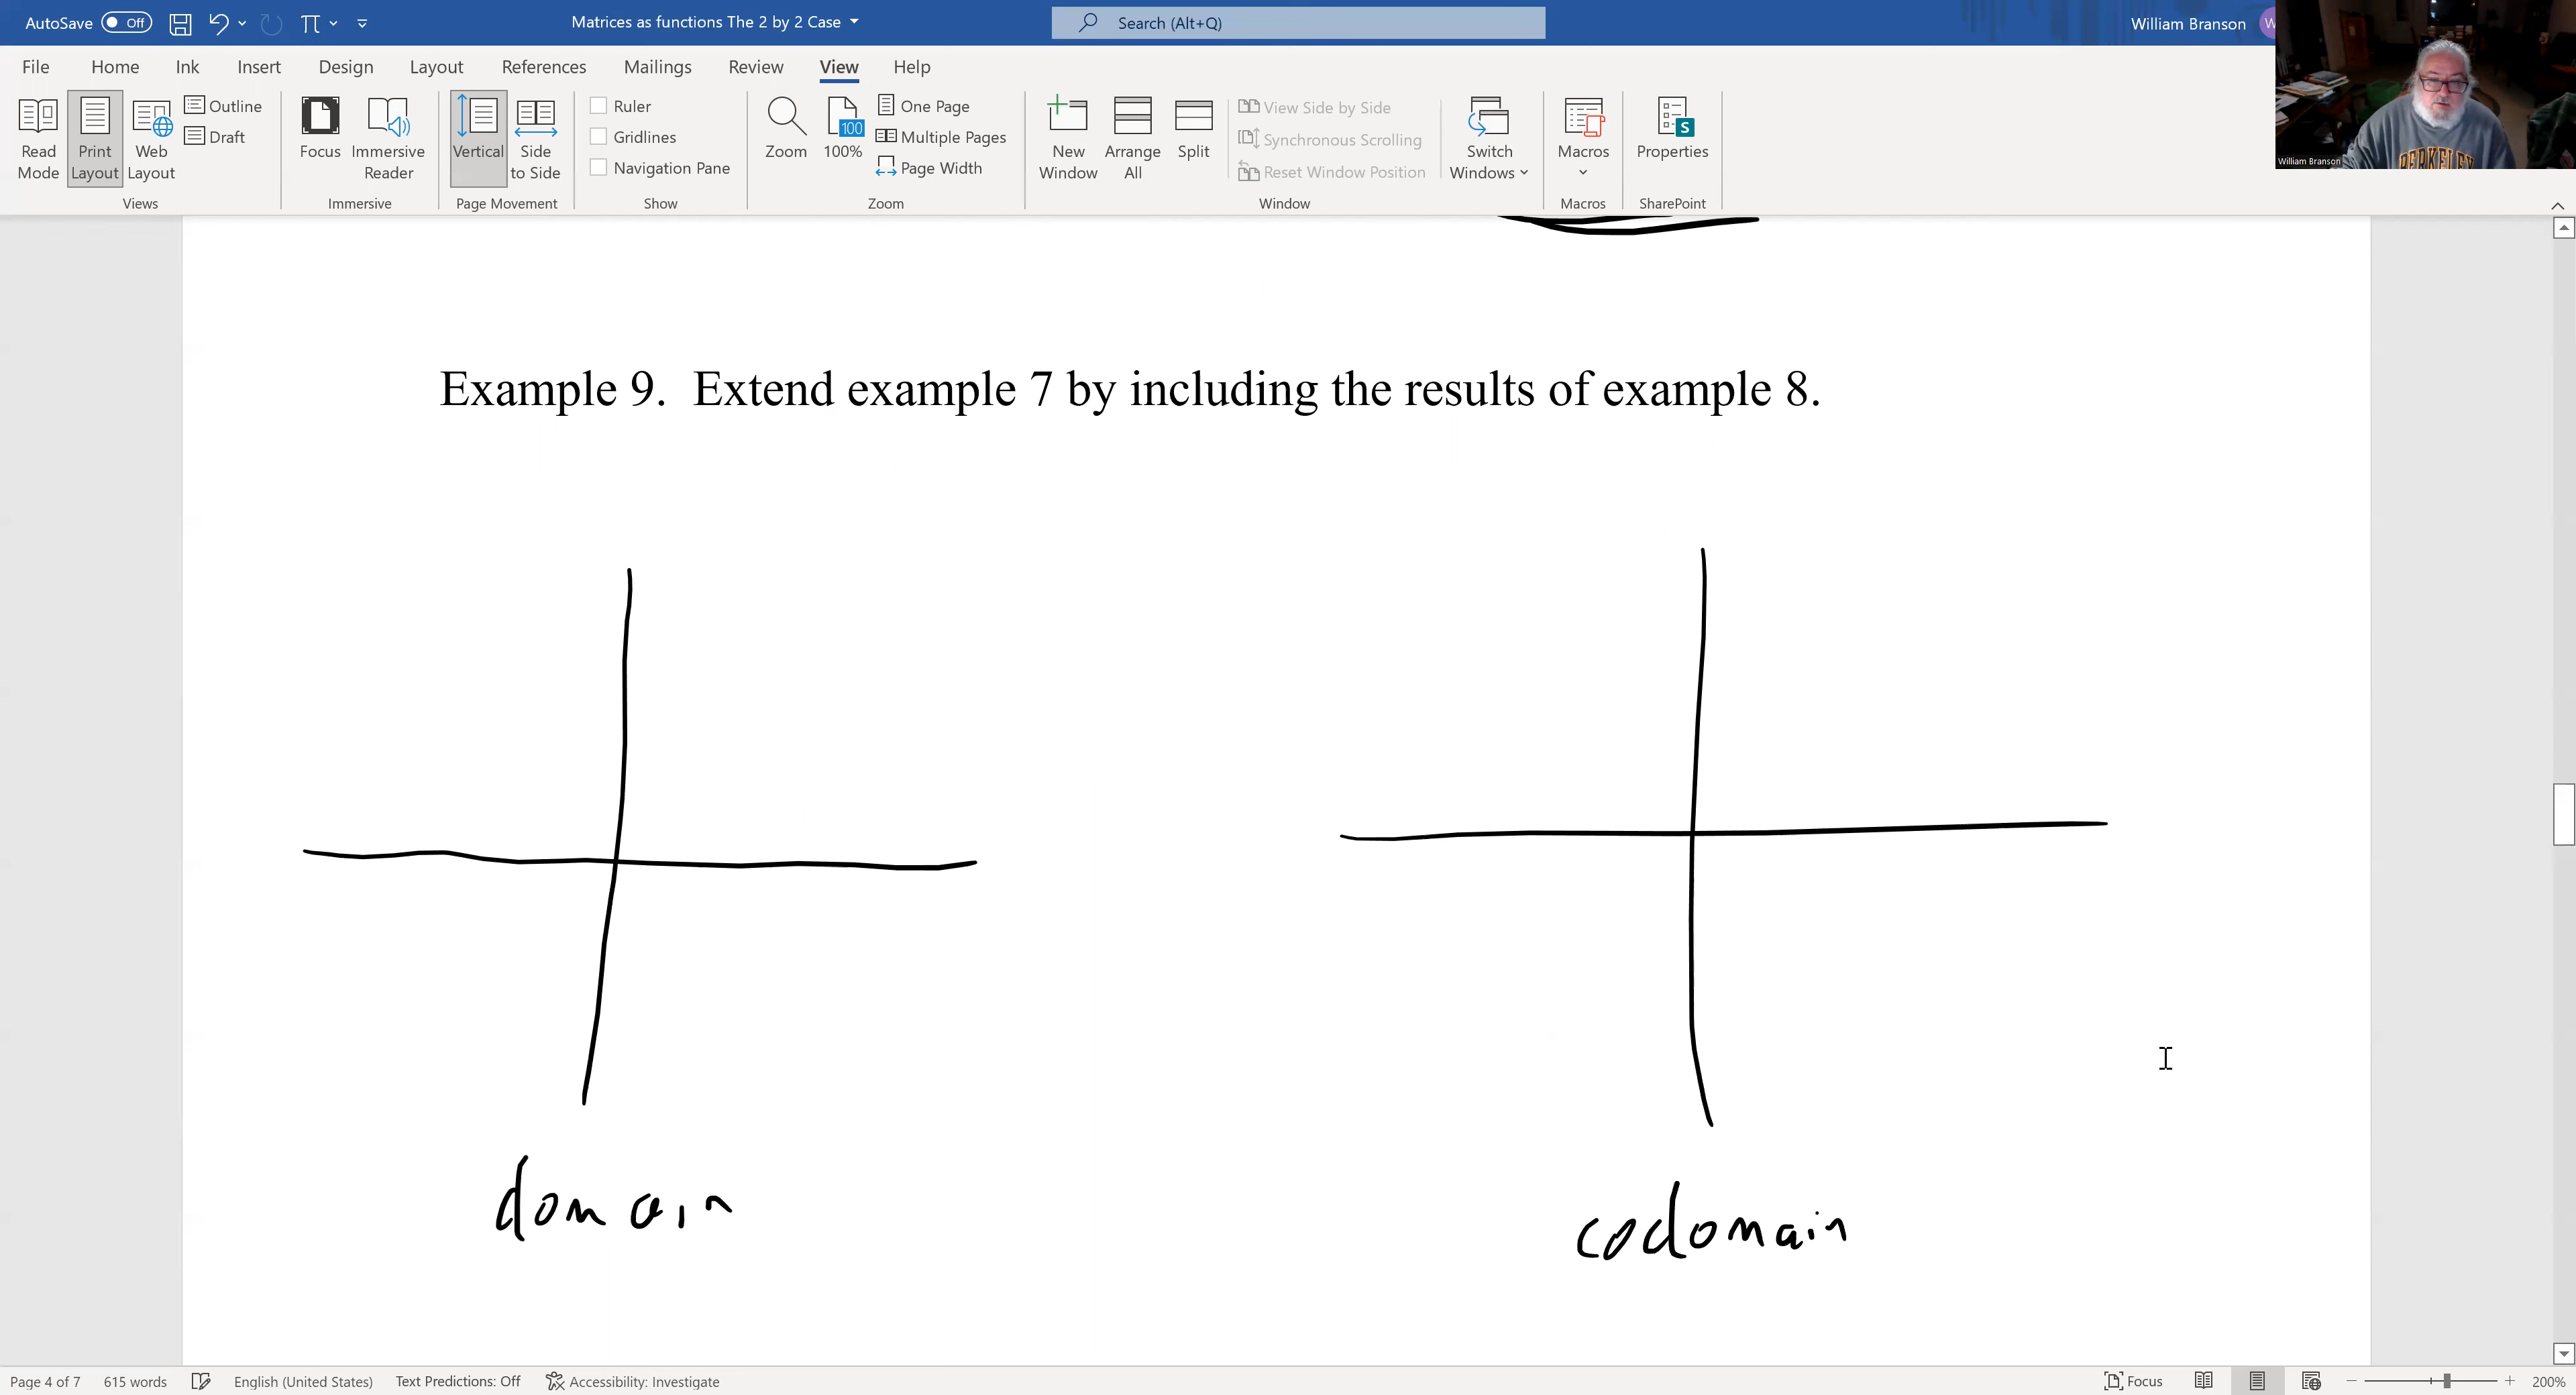 AutoSave Off Matrices as functions The 2 by 2 Case Search (Alt+Q) William Branson W
File Home Ink Insert Design Layout References Mailings Review View Help
Read Mode Print Layout Web Layout Outline Draft Focus Immersive Reader Vertical Side to Side Ruler Gridlines Navigation Pane Zoom 100 100% One Page Multiple Pages Page Width New Window Arrange All Split View Side by Side Synchronous Scrolling Reset Window Position Switch Windows Macros S Properties
William Branson BERKELEY
Views Immersive Page Movement Show Zoom Window Macros SharePoint
Example 9. Extend example 7 by including the results of example 8.
domain codomain
Page 4 of 7 615 words English (United States) Text Predictions: Off Accessibility: Investigate Focus 200%